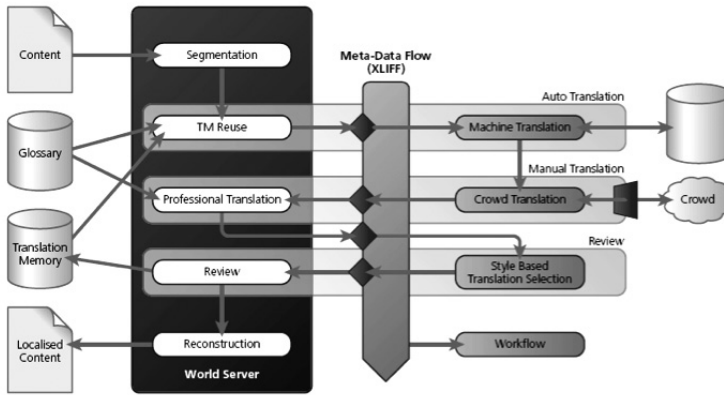 Content
Segmentation
Meta-Data Flow
(XLIFF)
Auto Translation
Glossary
TM Reuse
Machine Translation
Manual Translation
Professional Translation
Crowd Translation
Crowd
Translation
Memory
Review
Review
Style Based
Translation Selection
Localised
Content
Reconstruction
Workflow
World Server